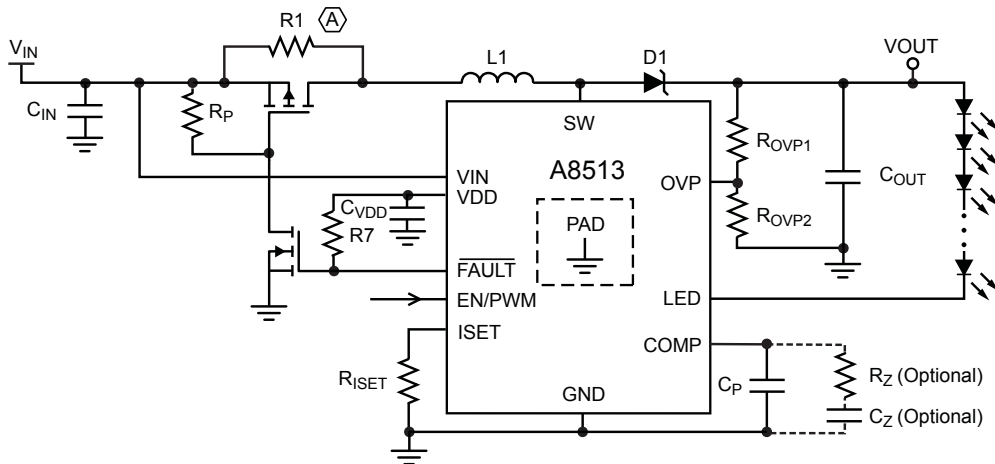 R1 A
VIN
L1
D1
VOUT
CIN
RP
SW
ROVP1
A8513
VIN
OVP
COUT
VDD
CVDD
R7
PAD
ROVP2
FAULT
EN/PWM
LED
ISET
COMP
RISET
CP
RZ (Optional)
GND
CZ (Optional)